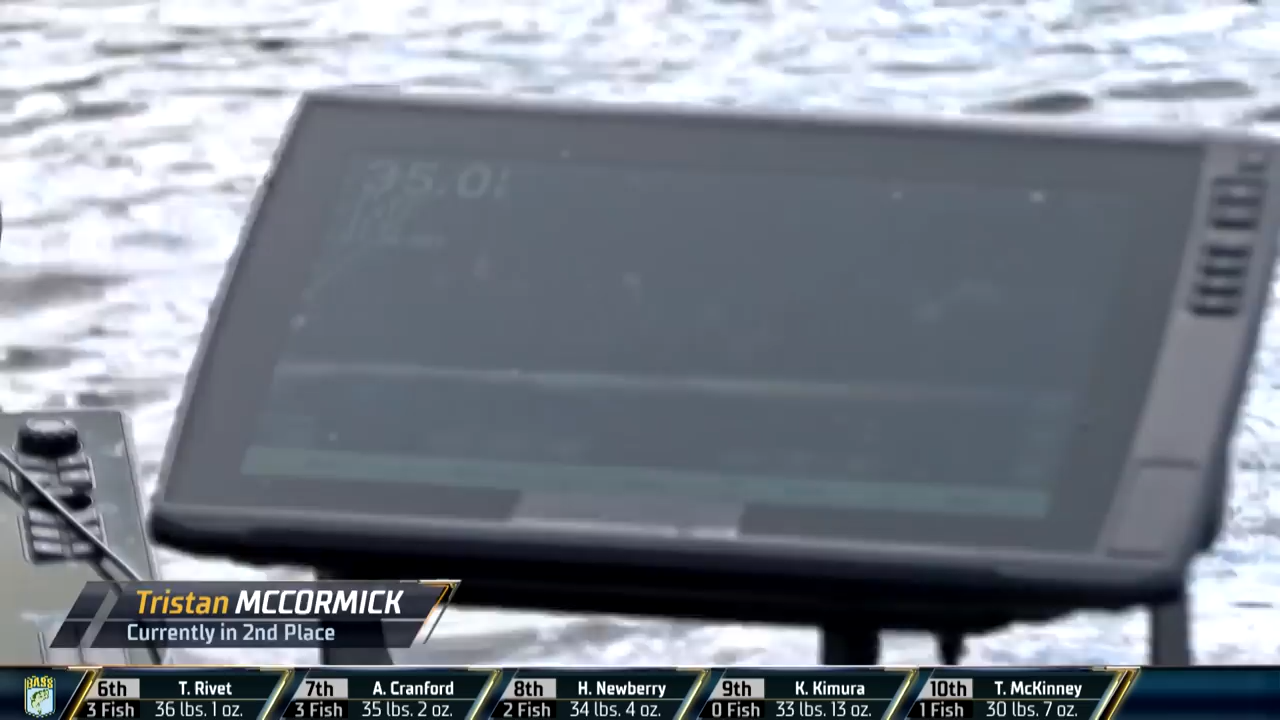 35.0
Tristan MCCORMICK
Currently in 2nd Place
BASS
6th T. Rivet
3 Fish 36 lbs. 1 oz.
7th A. Cranford
3 Fish 35 lbs. 2 oz.
8th H. Newberry
2 Fish 34 lbs. 4 oz.
9th K. Kimura
0 Fish 33 lbs. 13 oz.
10th T. McKinney
1 Fish 30 lbs. 7 oz.